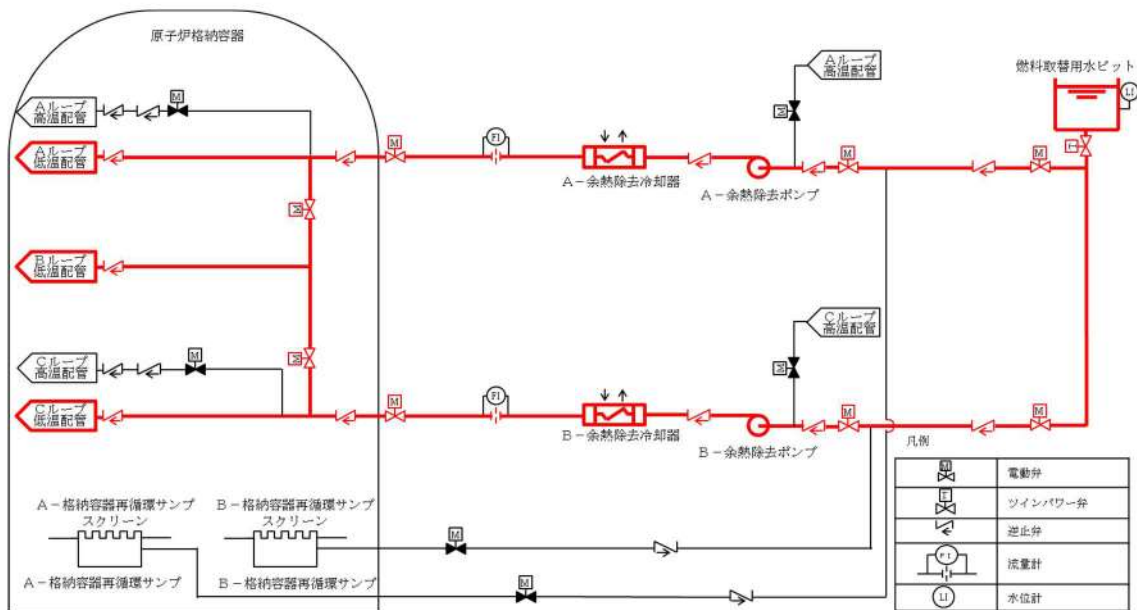 原子炉格納容器
Aループ
高温配管
燃料取替用水ピット
LI
Aループ
高温配管
M
M
T
Aループ
低温配管
M
FI
M
M
A-余熱除去冷却器
A-余熱除去ポンプ
M
Bループ
低温配管
Cループ
高温配管
M
Cループ
高温配管
M
M
Cループ
低温配管
M
FI
M
M
B-余熱除去冷却器
B-余熱除去ポンプ
凡例
M
電動弁
T
ツインパワー弁
逆止弁
FI
流量計
LI
水位計
A-格納容器再循環サンプ
スクリーン
B-格納容器再循環サンプ
スクリーン
M
A-格納容器再循環サンプ
B-格納容器再循環サンプ
M